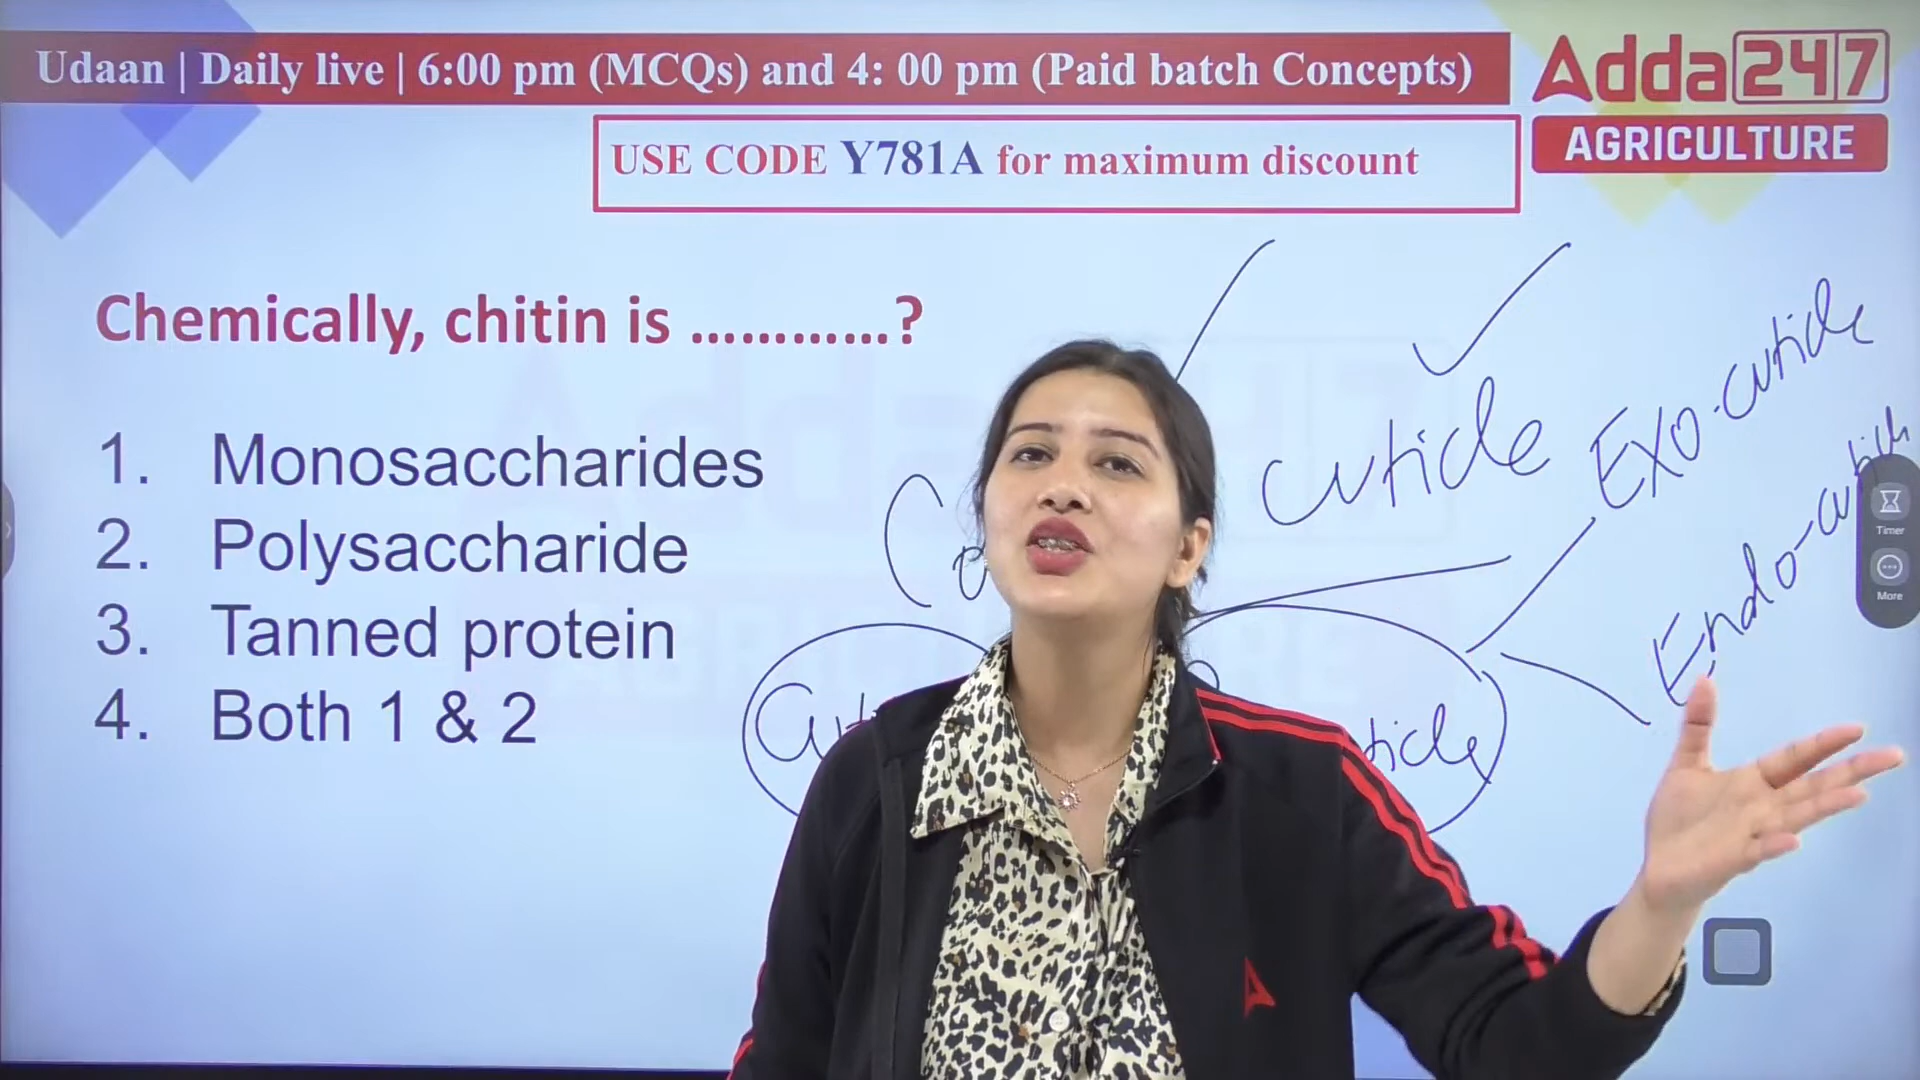 Udaan | Daily live | 6:00 pm (MCQs) and 4: 00 pm (Paid batch Concepts)
Adda247
AGRICULTURE
USE CODE Y781A for maximum discount
Chemically, chitin is ............?
1. Monosaccharides
2. Polysaccharide
3. Tanned protein
4. Both 1 & 2
cuticle
Exo-cuticle
Endo-cuticle
Timer
More